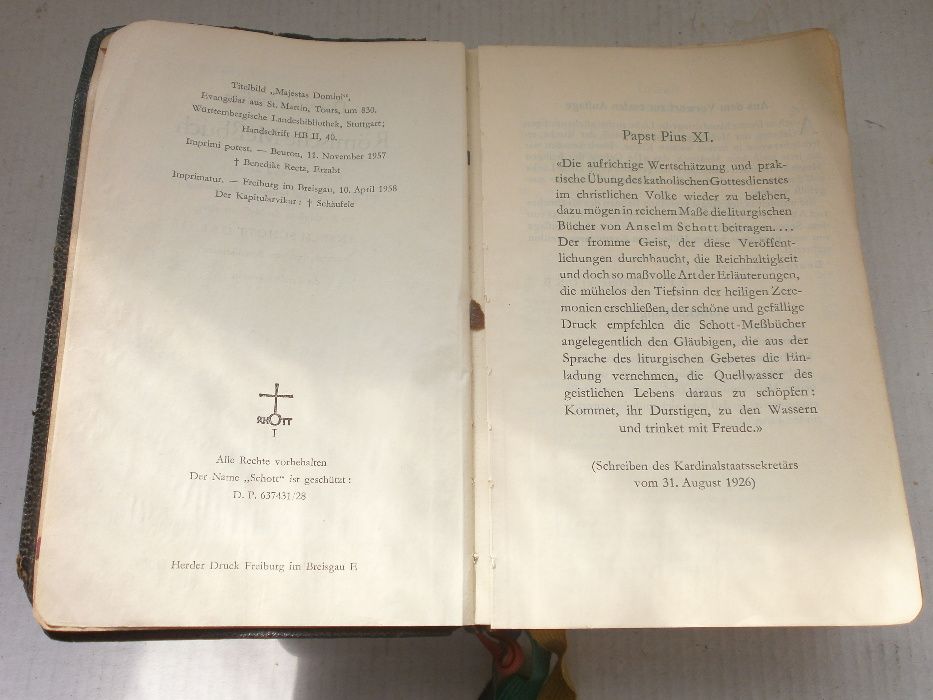 Titelbild „Majestas Domini“,
Evangeliar aus St. Martin, Tours, um 830.
Württembergische Landesbibliothek, Stuttgart;
Handschrift HB II, 40.
Imprimi potest. — Beuron, 11. November 1957
† Benedikt Reetz, Erzabt
Imprimatur. — Freiburg im Breisgau, 10. April 1958
Der Kapitularvikar: † Schäufele
SCHOTT
Alle Rechte vorbehalten
Der Name „Schott“ ist geschützt:
D. P. 637431/28
Herder Druck Freiburg im Breisgau E
Papst Pius XI.
«Die aufrichtige Wertschätzung und prak-
tische Übung des katholischen Gottesdienstes
im christlichen Volke wieder zu beleben,
dazu mögen in reichem Maße die liturgischen
Bücher von Anselm Schott beitragen....
Der fromme Geist, der diese Veröffent-
lichungen durchhaucht, die Reichhaltigkeit
und doch so maßvolle Art der Erläuterungen,
die mühelos den Tiefsinn der heiligen Zere-
monien erschließen, der schöne und gefällige
Druck empfehlen die Schott-Meßbücher
angelegentlich den Gläubigen, die aus der
Sprache des liturgischen Gebetes die Ein-
ladung vernehmen, die Quellwasser des
geistlichen Lebens daraus zu schöpfen:
Kommet, ihr Durstigen, zu den Wassern
und trinket mit Freude.»
(Schreiben des Kardinalstaatssekretärs
vom 31. August 1926)